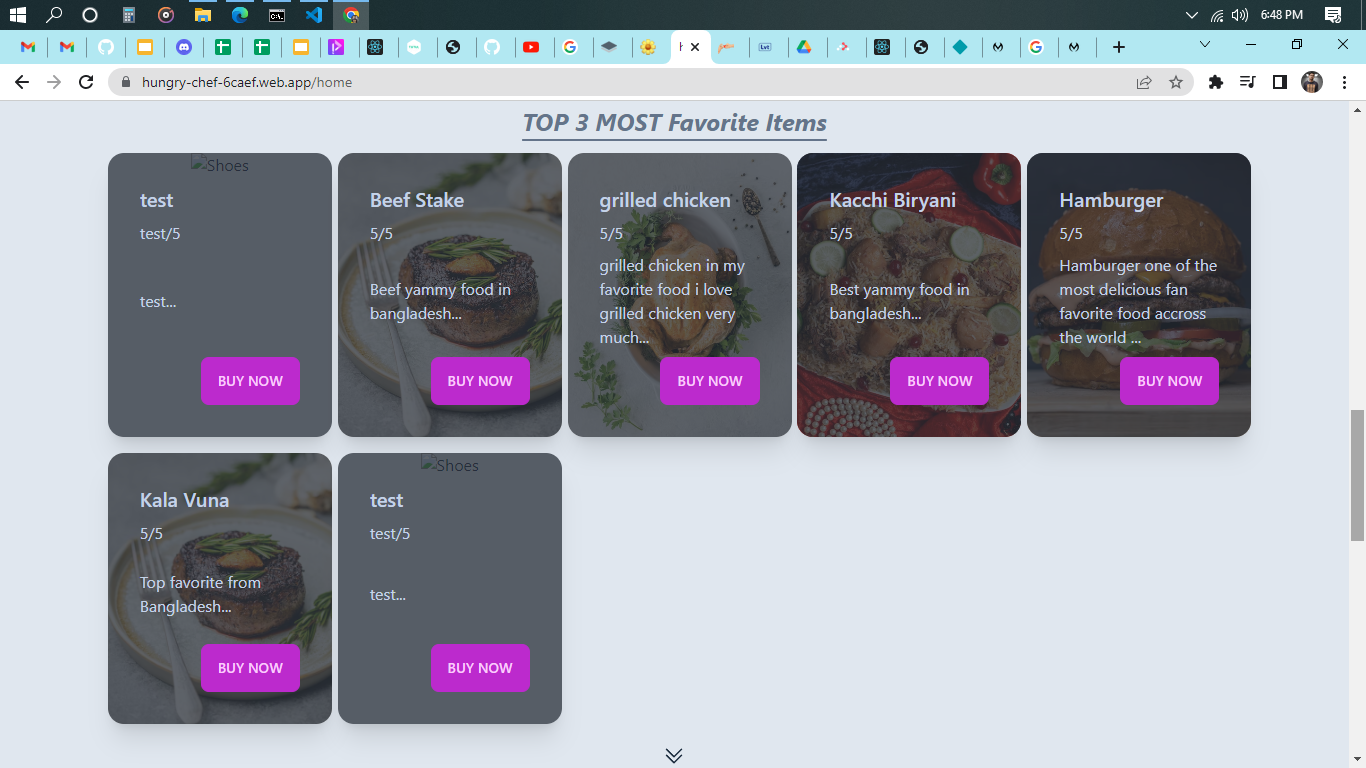 6:48 PM
hungry-chef-6caef.web.app/home
TOP 3 MOST Favorite Items
Shoes
test
test/5
test...
BUY NOW
Beef Stake
5/5
Beef yammy food in
bangladesh...
BUY NOW
grilled chicken
5/5
grilled chicken in my
favorite food i love
grilled chicken very
much...
BUY NOW
Kacchi Biryani
5/5
Best yammy food in
bangladesh...
BUY NOW
Hamburger
5/5
Hamburger one of the
most delicious fan
favorite food accross
the world ...
BUY NOW
Kala Vuna
5/5
Top favorite from
Bangladesh...
BUY NOW
Shoes
test
test/5
test...
BUY NOW